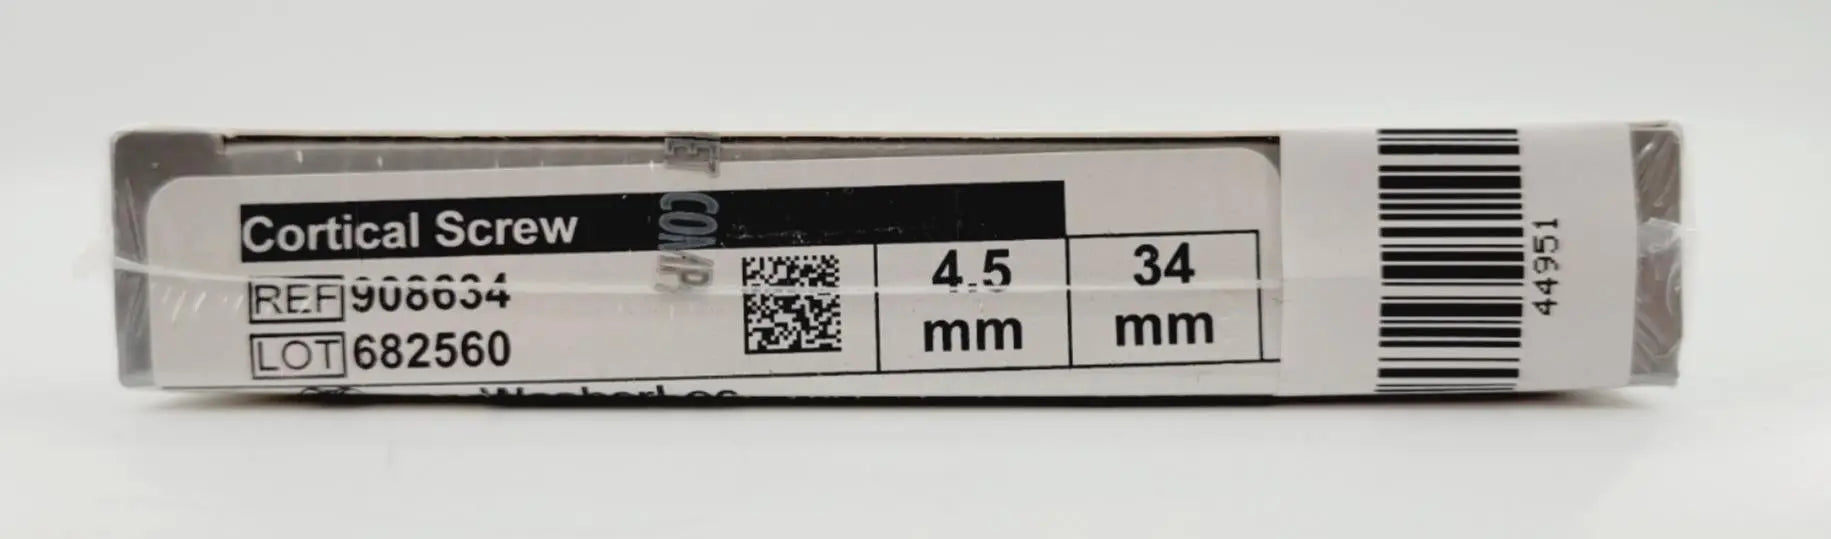 Cortical Screw
REF 908634
LOT 682560
4.5
mm
34
mm
44951